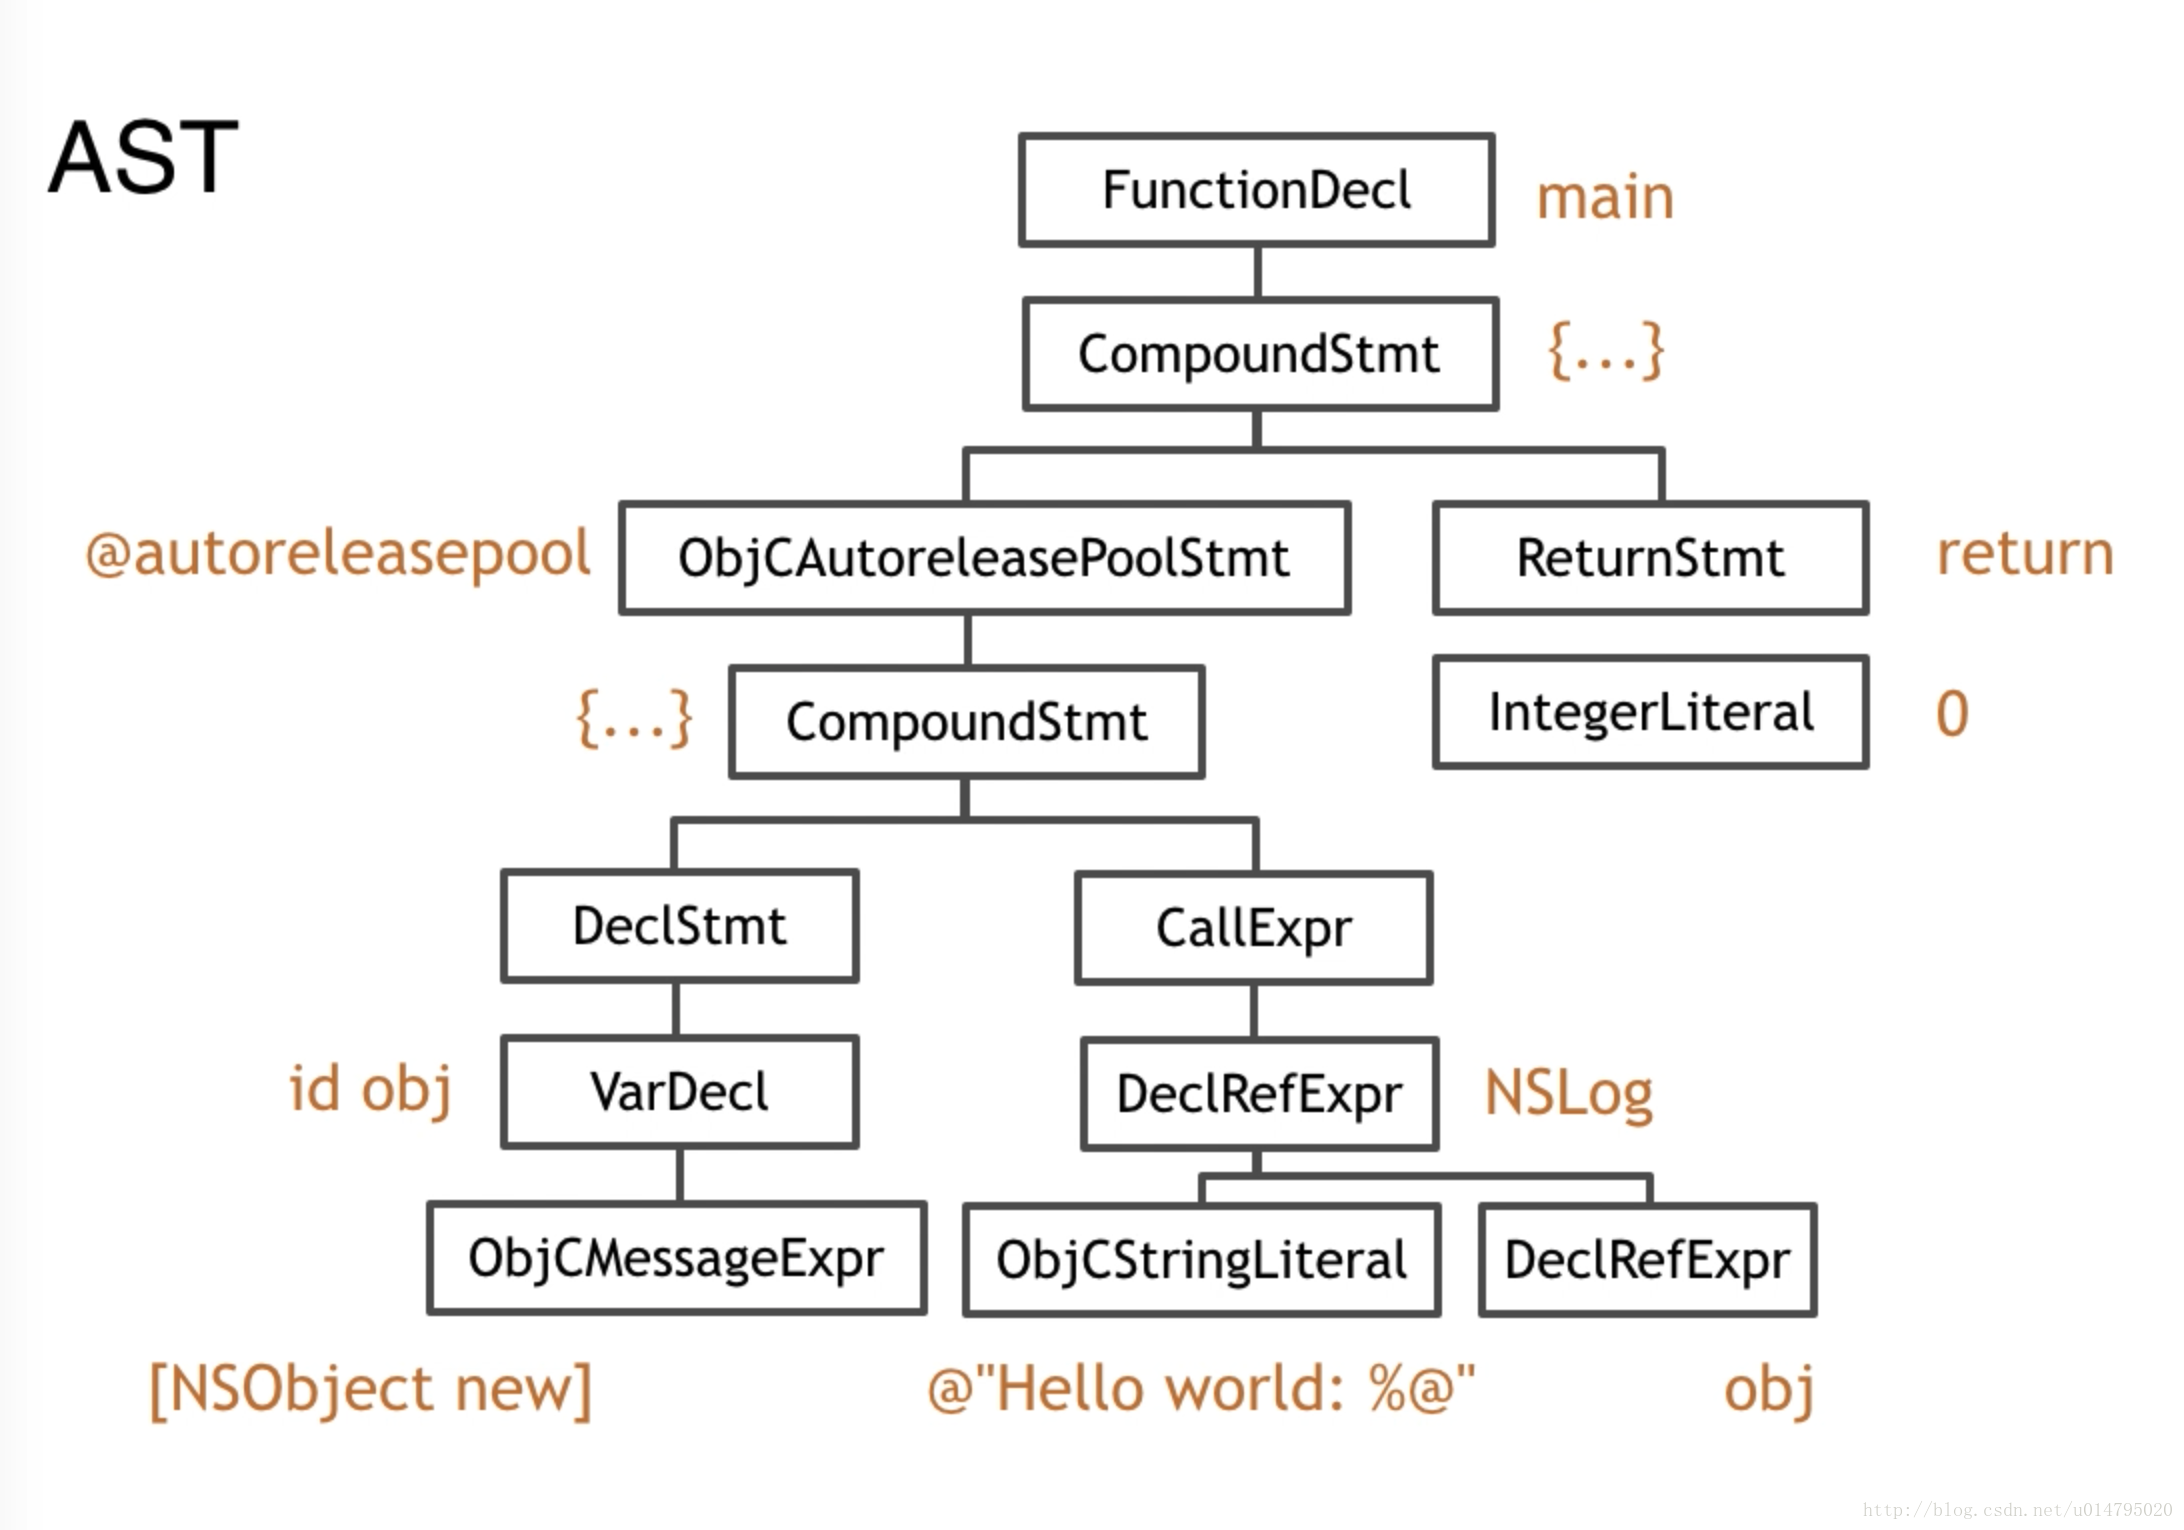 AST
FunctionDecl main
CompoundStmt {...}
@autoreleasepool ObjCAutoreleasePoolStmt ReturnStmt return
{...} CompoundStmt IntegerLiteral 0
DeclStmt CallExpr
id obj VarDecl DeclRefExpr NSLog
ObjCMessageExpr ObjCStringLiteral DeclRefExpr
[NSObject new] @"Hello world: %@" obj
http://blog.csdn.net/u014795020